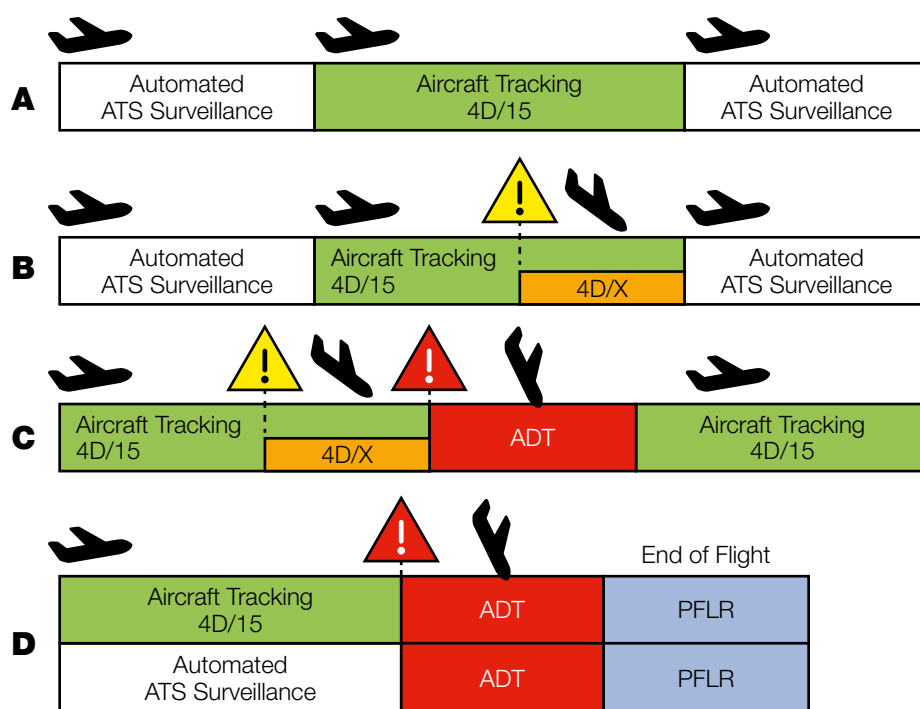 A
Automated
ATS Surveillance
Aircraft Tracking
4D/15
Automated
ATS Surveillance
B
Automated
ATS Surveillance
Aircraft Tracking
4D/15
!
4D/X
Automated
ATS Surveillance
C
Aircraft Tracking
4D/15
!
4D/X
!
ADT
Aircraft Tracking
4D/15
D
!
End of Flight
Aircraft Tracking
4D/15
ADT
PFLR
Automated
ATS Surveillance
ADT
PFLR